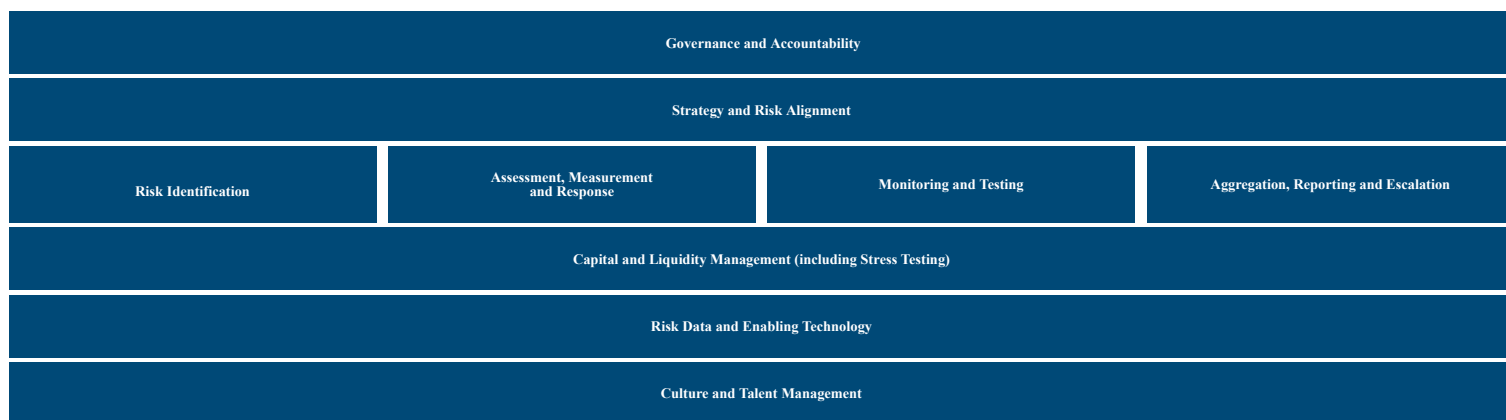 Governance and Accountability
Strategy and Risk Alignment
Risk Identification
Assessment, Measurement
and Response
Monitoring and Testing
Aggregation, Reporting and Escalation
Capital and Liquidity Management (including Stress Testing)
Risk Data and Enabling Technology
Culture and Talent Management